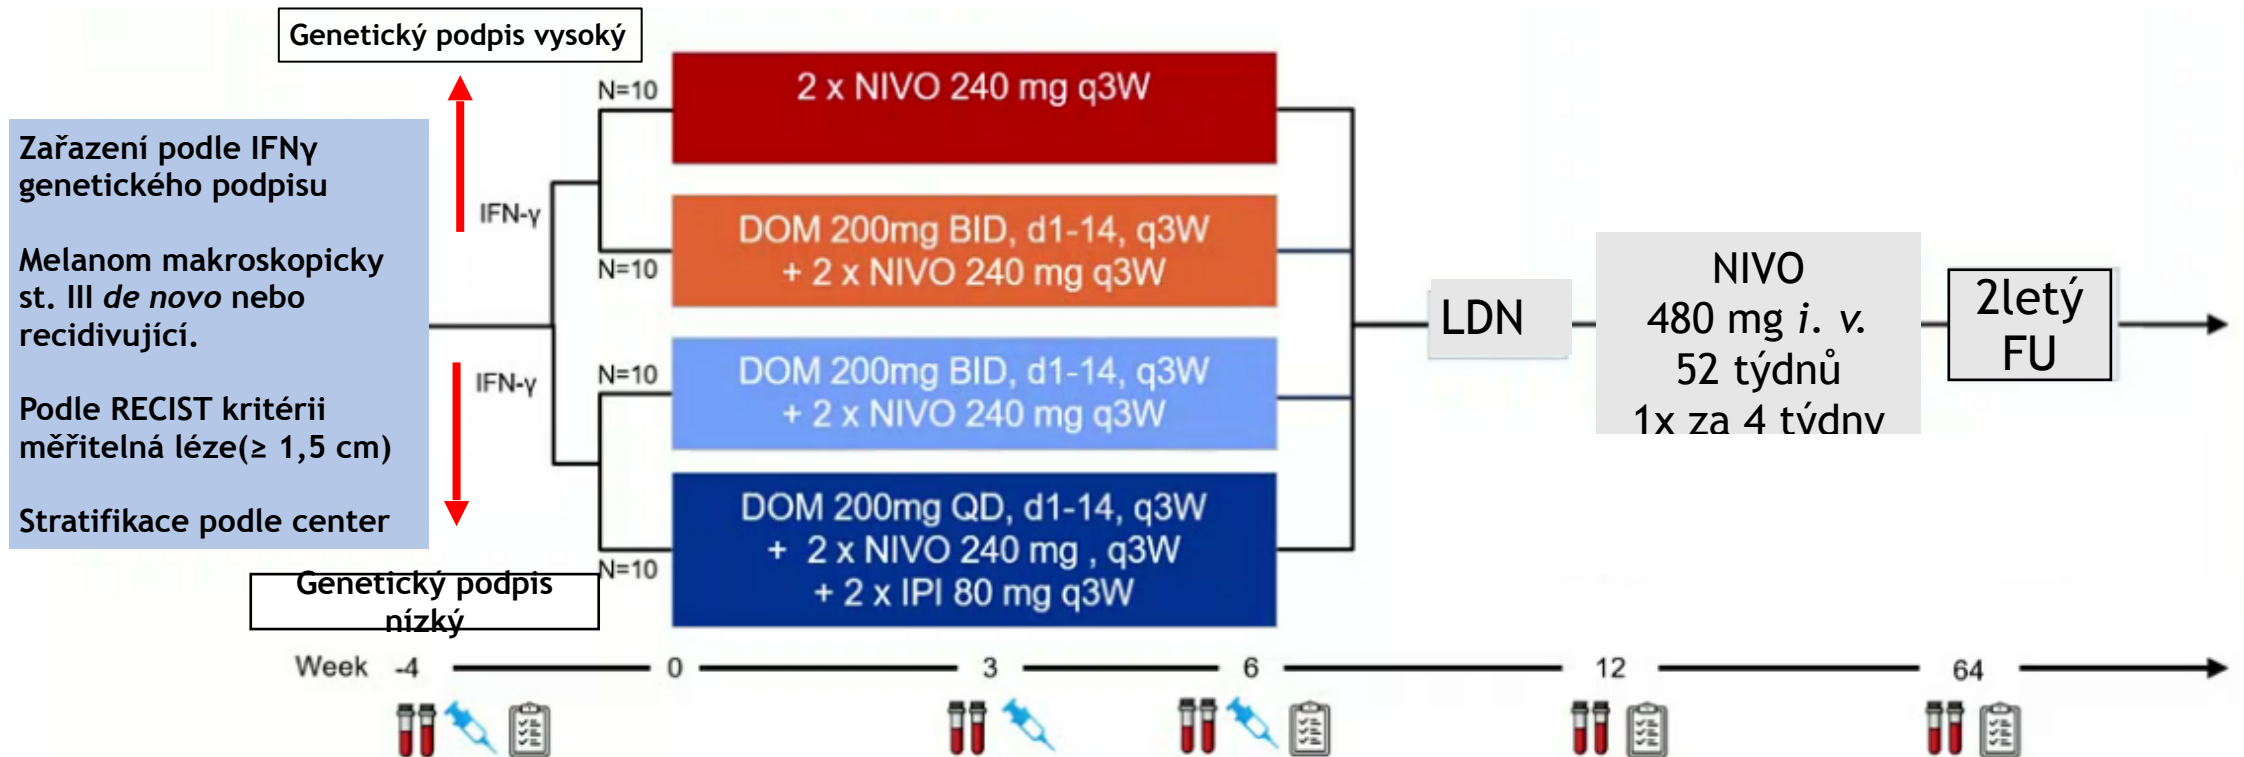 Genetický podpis vysoký
Zařazení podle IFNγ
genetického podpisu
Melanom makroskopicky
st. III de novo nebo
recidivující.
Podle RECIST kritérii
měřitelná léze(≥ 1,5 cm)
Stratifikace podle center
IFN-γ
IFN-γ
Genetický podpis
nízký
N=10
2 x NIVO 240 mg q3W
N=10
DOM 200mg BID, d1-14, q3W
+ 2 x NIVO 240 mg q3W
N=10
DOM 200mg BID, d1-14, q3W
+ 2 x NIVO 240 mg q3W
N=10
DOM 200mg QD, d1-14, q3W
+ 2 x NIVO 240 mg , q3W
+ 2 x IPI 80 mg q3W
LDN
NIVO
480 mg i. v.
52 týdnů
1x za 4 týdny
2letý
FU
Week -4 0 3 6 12 64